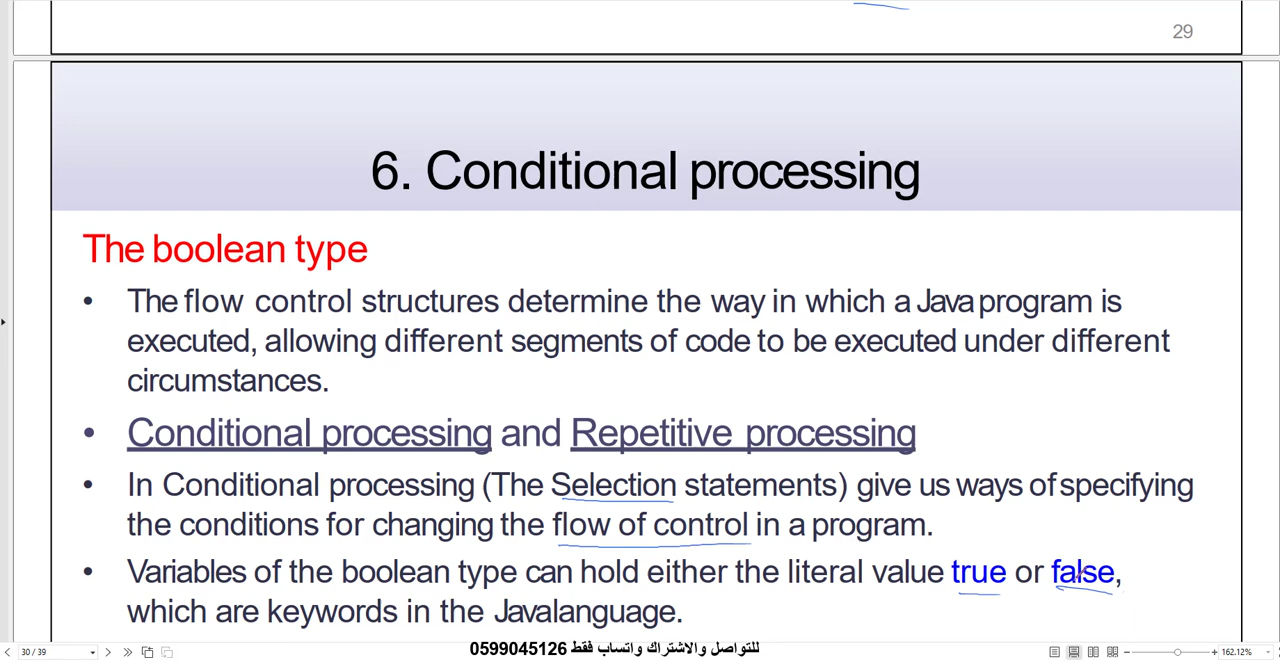 29
6. Conditional processing
The boolean type
• The flow control structures determine the way in which a Java program is
executed, allowing different segments of code to be executed under different
circumstances.
• Conditional processing and Repetitive processing
• In Conditional processing (The Selection statements) give us ways of specifying
the conditions for changing the flow of control in a program.
• Variables of the boolean type can hold either the literal value true or false,
which are keywords in the Java language.
للتواصل والاشتراك واتساب فقط 0599045126
30 / 39
162.12%